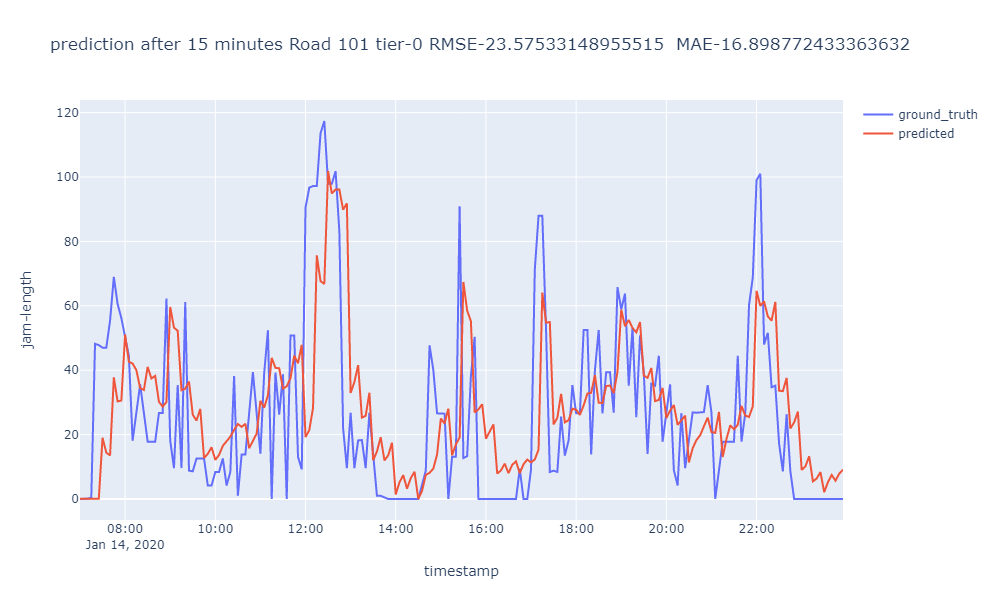 prediction after 15 minutes Road 101 tier-0 RMSE-23.57533148955515  MAE-16.898772433363632
ground_truth
predicted
120
100
80
60
40
20
0
jam-length
08:00
10:00
12:00
14:00
16:00
18:00
20:00
22:00
Jan 14, 2020
timestamp